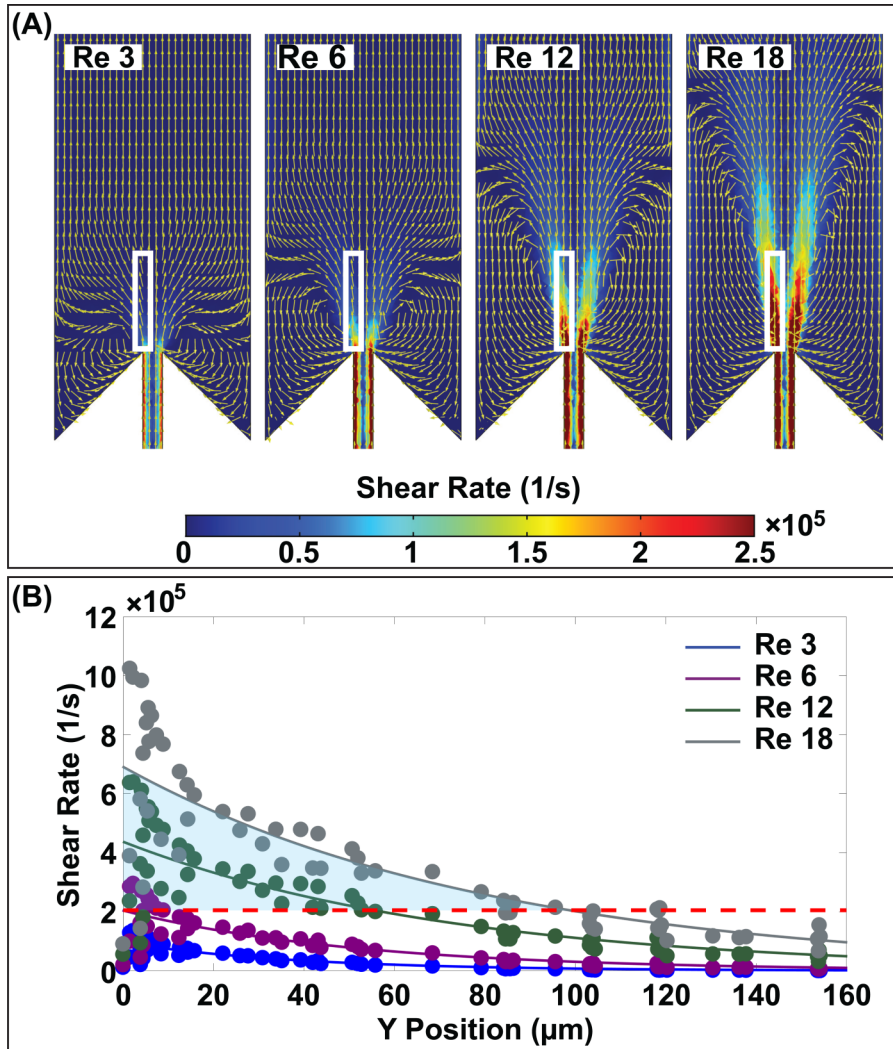 (A)
Re 3
Re 6
Re 12
Re 18
Shear Rate (1/s)
×10⁵
0 0.5 1 1.5 2 2.5
(B)
×10⁵
12
10
8
6
4
2
0
Shear Rate (1/s)
Re 3
Re 6
Re 12
Re 18
0 20 40 60 80 100 120 140 160
Y Position (µm)